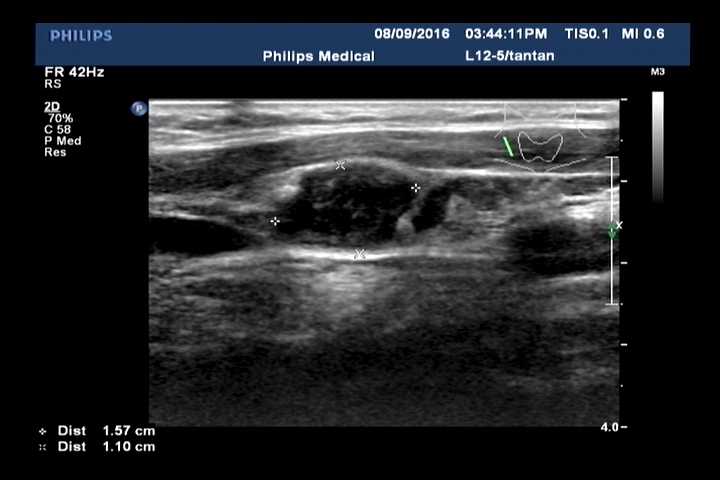 PHILIPS
08/09/2016 03:44:11PM TIS0.1 MI 0.6
Philips Medical L12-5/tantan
FR 42Hz
RS
M3
2D
70%
C 58
P Med
Res
P
x
4.0
Dist 1.57 cm
Dist 1.10 cm